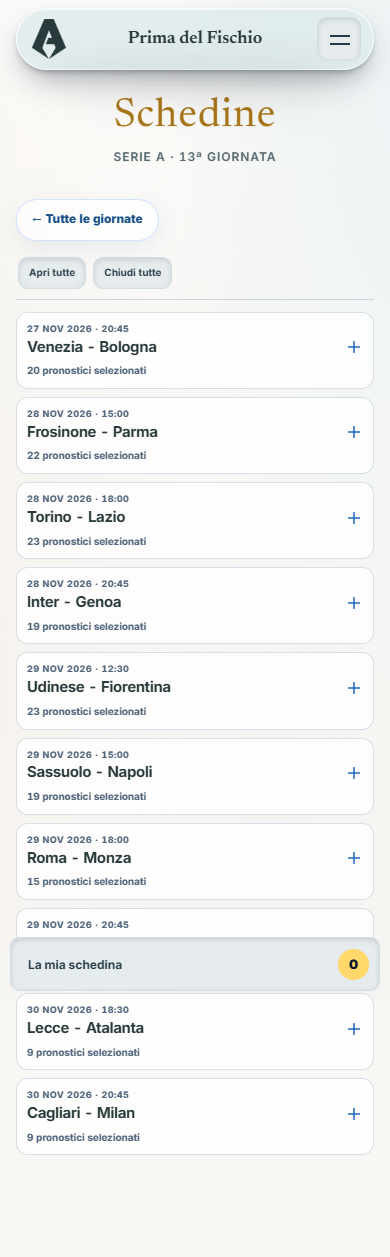 Prima del Fischio
Schedine
SERIE A · 13ª GIORNATA
← Tutte le giornate
Apri tutte
Chiudi tutte
27 NOV 2026 · 20:45
Venezia - Bologna
20 pronostici selezionati
28 NOV 2026 · 15:00
Frosinone - Parma
22 pronostici selezionati
28 NOV 2026 · 18:00
Torino - Lazio
23 pronostici selezionati
28 NOV 2026 · 20:45
Inter - Genoa
19 pronostici selezionati
29 NOV 2026 · 12:30
Udinese - Fiorentina
23 pronostici selezionati
29 NOV 2026 · 15:00
Sassuolo - Napoli
19 pronostici selezionati
29 NOV 2026 · 18:00
Roma - Monza
15 pronostici selezionati
29 NOV 2026 · 20:45
La mia schedina
0
30 NOV 2026 · 18:30
Lecce - Atalanta
9 pronostici selezionati
30 NOV 2026 · 20:45
Cagliari - Milan
9 pronostici selezionati